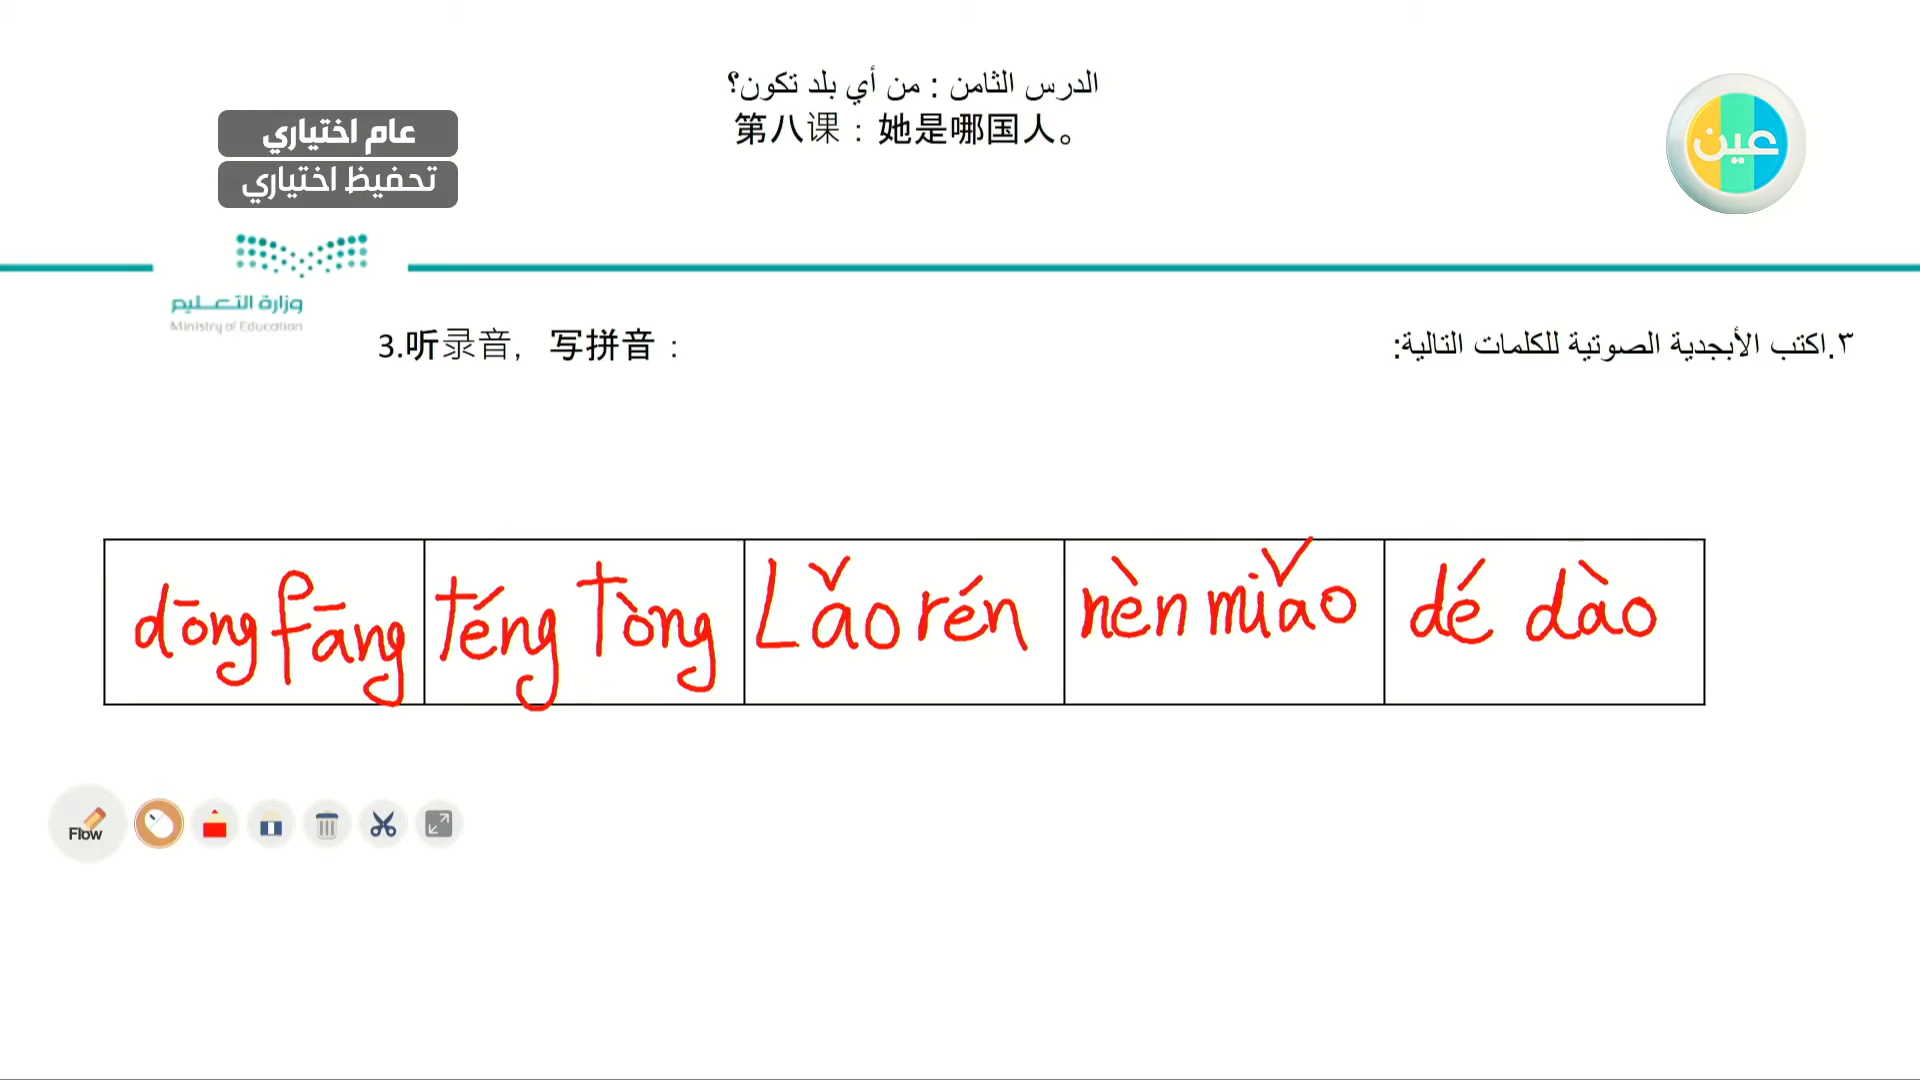 الدرس الثامن : من أي بلد تكون؟
第八课：她是哪国人。
عام اختياري
تحفيظ اختياري
عين
وزارة التعليم
Ministry of Education
٣.اكتب الأبجدية الصوتية للكلمات التالية:
3.听录音，写拼音：
dōng fāng
téng tòng
Lǎo rén
nèn miǎo
dé dào
Flow